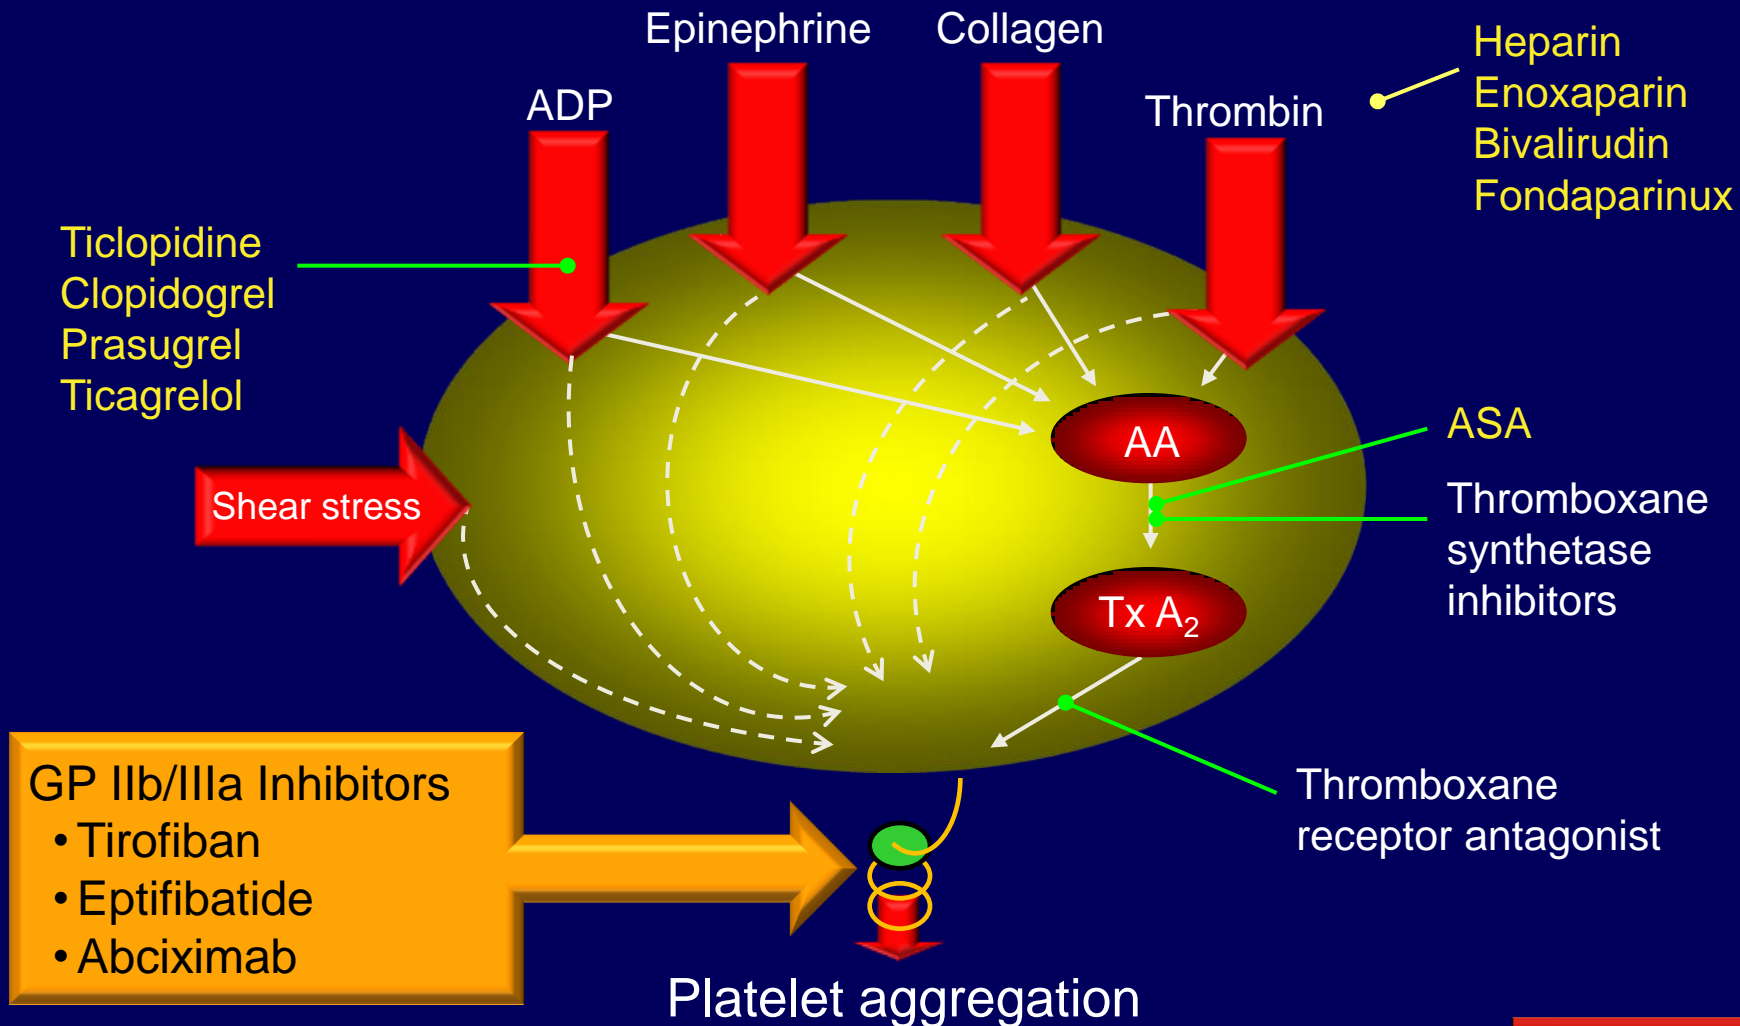 Epinephrine
Collagen
ADP
Thrombin
Heparin
Enoxaparin
Bivalirudin
Fondaparinux
Ticlopidine
Clopidogrel
Prasugrel
Ticagrelol
Shear stress
AA
ASA
Thromboxane
synthetase
inhibitors
Tx A₂
Thromboxane
receptor antagonist
GP IIb/IIIa Inhibitors
• Tirofiban
• Eptifibatide
• Abciximab
Platelet aggregation